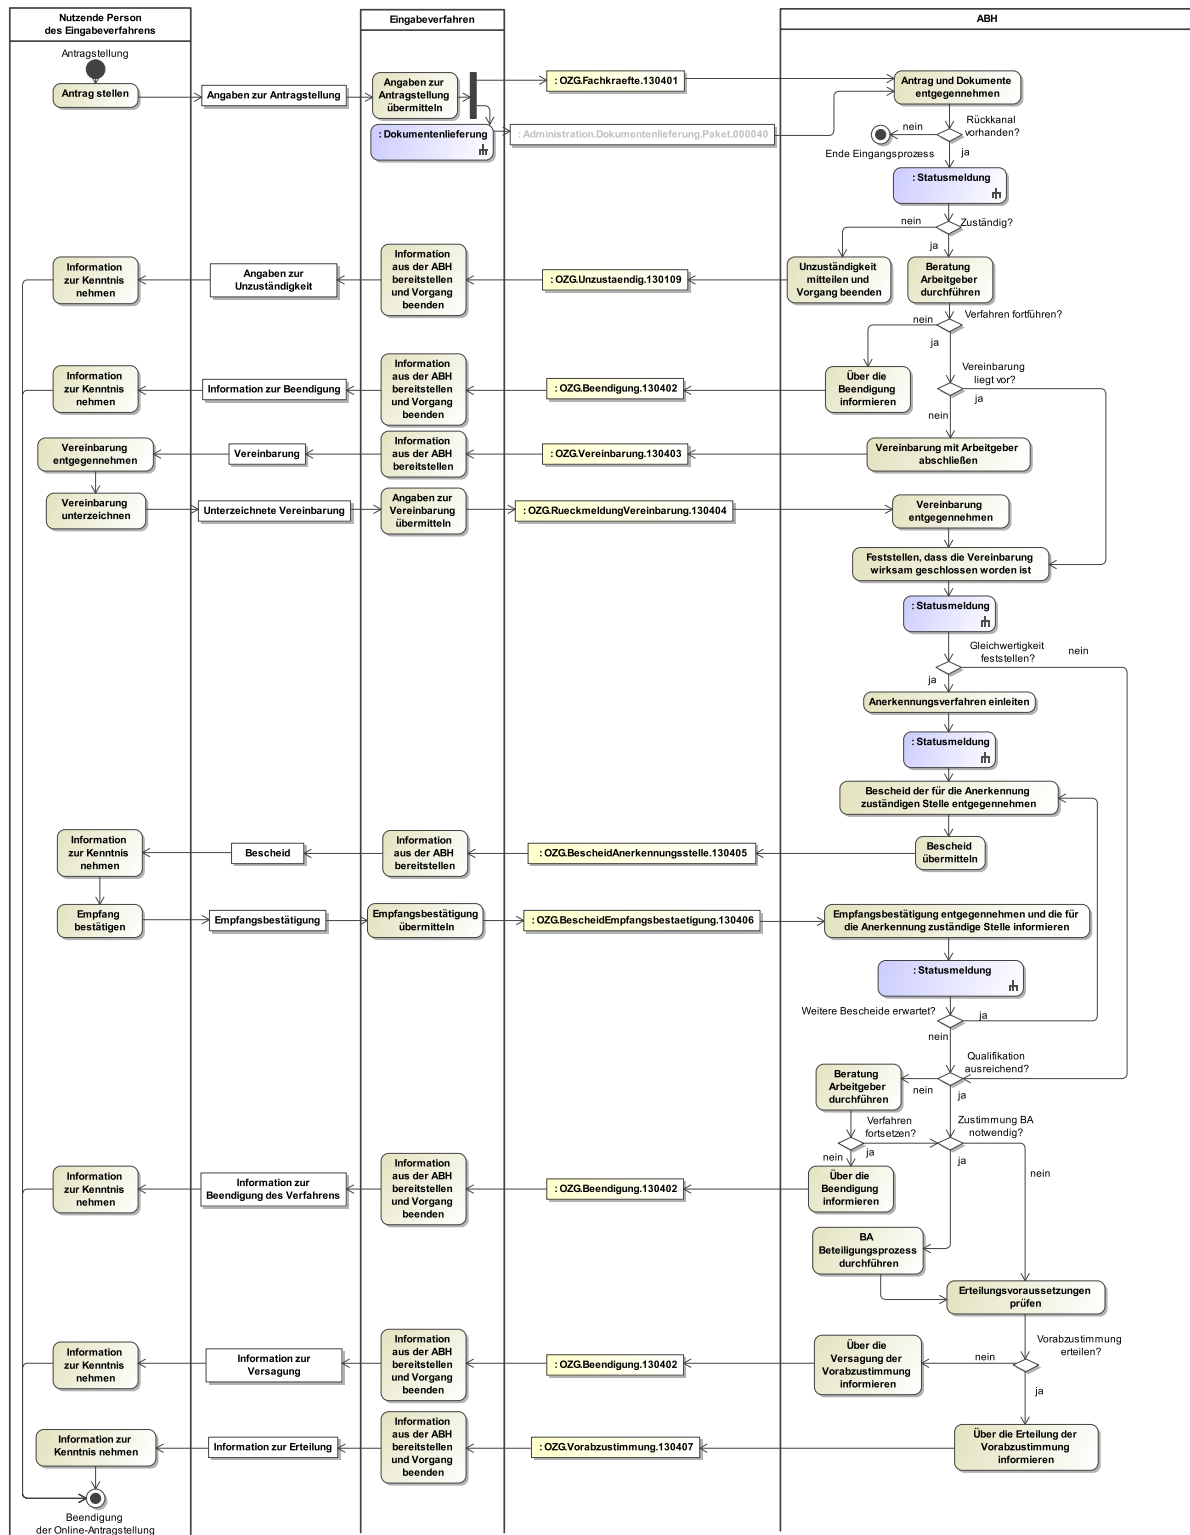 Nutzende Person
des Eingabeverfahrens
Eingabeverfahren
ABH
Antragstellung
Antrag stellen
Angaben zur Antragstellung
Angaben zur
Antragstellung
übermitteln
: OZG.Fachkraefte.130401
Antrag und Dokumente
entgegennehmen
: Dokumentenlieferung
: Administration.Dokumentenlieferung.Paket.000040
nein
Rückkanal
vorhanden?
Ende Eingangsprozess
ja
: Statusmeldung
nein
Zuständig?
ja
Information
zur Kenntnis
nehmen
Angaben zur
Unzuständigkeit
Information
aus der ABH
bereitstellen
und Vorgang
beenden
: OZG.Unzustaendig.130109
Unzuständigkeit
mitteilen und
Vorgang beenden
Beratung
Arbeitgeber
durchführen
nein
Verfahren fortführen?
ja
Information
zur Kenntnis
nehmen
Information zur Beendigung
Information
aus der ABH
bereitstellen
und Vorgang
beenden
: OZG.Beendigung.130402
Über die
Beendigung
informieren
Vereinbarung
liegt vor?
ja
nein
Vereinbarung
entgegennehmen
Vereinbarung
Information
aus der ABH
bereitstellen
: OZG.Vereinbarung.130403
Vereinbarung mit Arbeitgeber
abschließen
Vereinbarung
unterzeichnen
Unterzeichnete Vereinbarung
Angaben zur
Vereinbarung
übermitteln
: OZG.RueckmeldungVereinbarung.130404
Vereinbarung
entgegennehmen
Feststellen, dass die Vereinbarung
wirksam geschlossen worden ist
: Statusmeldung
Gleichwertigkeit
feststellen?
nein
ja
Anerkennungsverfahren einleiten
: Statusmeldung
Bescheid der für die Anerkennung
zuständigen Stelle entgegennehmen
Information
zur Kenntnis
nehmen
Bescheid
Information
aus der ABH
bereitstellen
: OZG.BescheidAnerkennungsstelle.130405
Bescheid
übermitteln
Empfang
bestätigen
Empfangsbestätigung
Empfangsbestätigung
übermitteln
: OZG.BescheidEmpfangsbestaetigung.130406
Empfangsbestätigung entgegennehmen und die für
die Anerkennung zuständige Stelle informieren
: Statusmeldung
Weitere Bescheide erwartet?
ja
nein
Qualifikation
ausreichend?
Beratung
Arbeitgeber
durchführen
nein
ja
Verfahren
fortsetzen?
Zustimmung BA
notwendig?
nein
ja
ja
nein
Information
zur Kenntnis
nehmen
Information zur
Beendigung des Verfahrens
Information
aus der ABH
bereitstellen
und Vorgang
beenden
: OZG.Beendigung.130402
Über die
Beendigung
informieren
BA
Beteiligungsprozess
durchführen
Erteilungsvoraussetzungen
prüfen
Vorabzustimmung
erteilen?
nein
ja
Information
zur Kenntnis
nehmen
Information zur
Versagung
Information
aus der ABH
bereitstellen
und Vorgang
beenden
: OZG.Beendigung.130402
Über die
Versagung der
Vorabzustimmung
informieren
Information zur
Kenntnis nehmen
Information zur Erteilung
Information
aus der ABH
bereitstellen
und Vorgang
beenden
: OZG.Vorabzustimmung.130407
Über die Erteilung der
Vorabzustimmung
informieren
Beendigung
der Online-Antragstellung